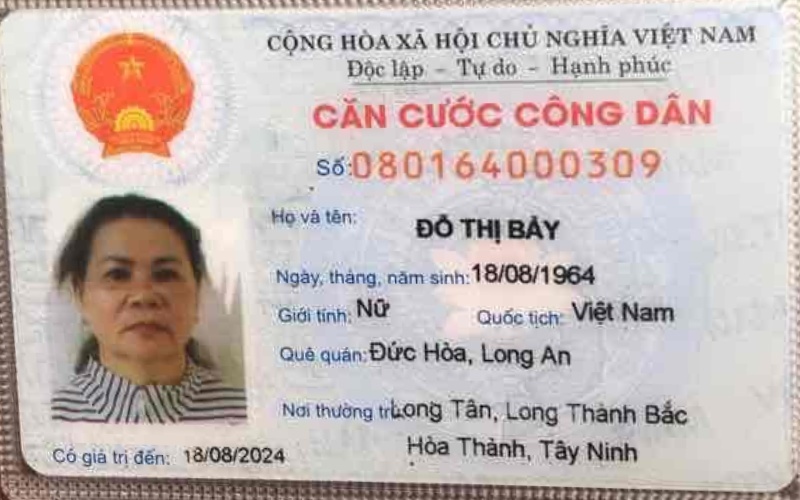 CỘNG HÒA XÃ HỘI CHỦ NGHĨA VIỆT NAM
Độc lập - Tự do - Hạnh phúc
CĂN CƯỚC CÔNG DÂN
Số: 080164000309
Họ và tên: ĐỖ THỊ BẢY
Ngày, tháng, năm sinh: 18/08/1964
Giới tính: Nữ Quốc tịch: Việt Nam
Quê quán: Đức Hòa, Long An
Nơi thường trú: Long Tân, Long Thành Bắc
Hòa Thành, Tây Ninh
Có giá trị đến: 18/08/2024